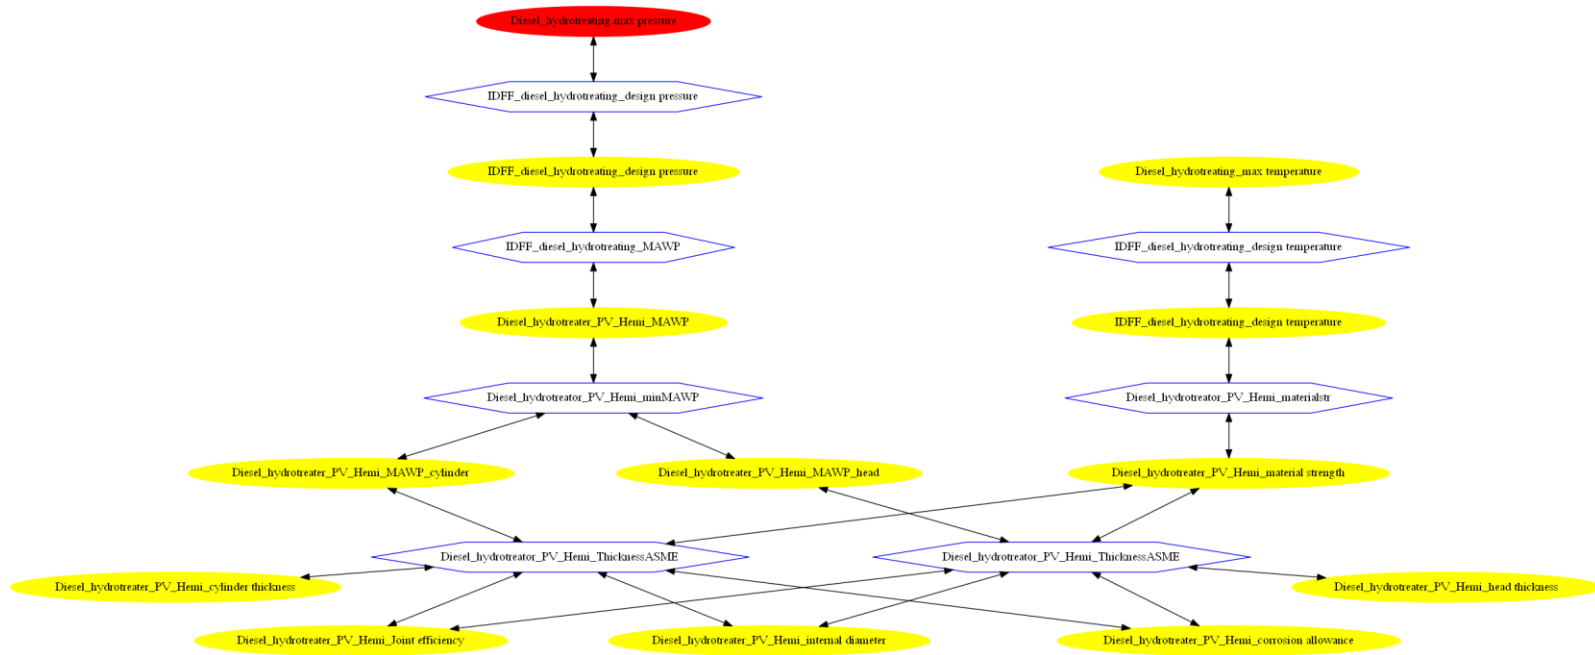 Diesel_hydrotreating.max pressure
IDFF_diesel_hydrotreating_design pressure
IDFF_diesel_hydrotreating_design pressure
Diesel_hydrotreating_max temperature
IDFF_diesel_hydrotreating_MAWP
IDFF_diesel_hydrotreating_design temperature
Diesel_hydrotreater_PV_Hemi_MAWP
IDFF_diesel_hydrotreating_design temperature
Diesel_hydrotreator_PV_Hemi_minMAWP
Diesel_hydrotreator_PV_Hemi_materialstr
Diesel_hydrotreater_PV_Hemi_MAWP_cylinder
Diesel_hydrotreater_PV_Hemi_MAWP_head
Diesel_hydrotreater_PV_Hemi_material strength
Diesel_hydrotreator_PV_Hemi_ThicknessASME
Diesel_hydrotreator_PV_Hemi_ThicknessASME
Diesel_hydrotreater_PV_Hemi_cylinder thickness
Diesel_hydrotreater_PV_Hemi_head thickness
Diesel_hydrotreater_PV_Hemi_Joint efficiency
Diesel_hydrotreater_PV_Hemi_internal diameter
Diesel_hydrotreater_PV_Hemi_corrosion allowance